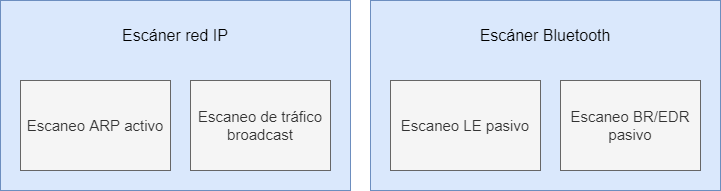 Escáner red IP
Escaneo ARP activo
Escaneo de tráfico
broadcast
Escáner Bluetooth
Escaneo LE pasivo
Escaneo BR/EDR
pasivo